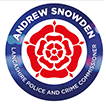 ANDREW SNOWDEN
LANCASHIRE POLICE AND CRIME COMMISSIONER